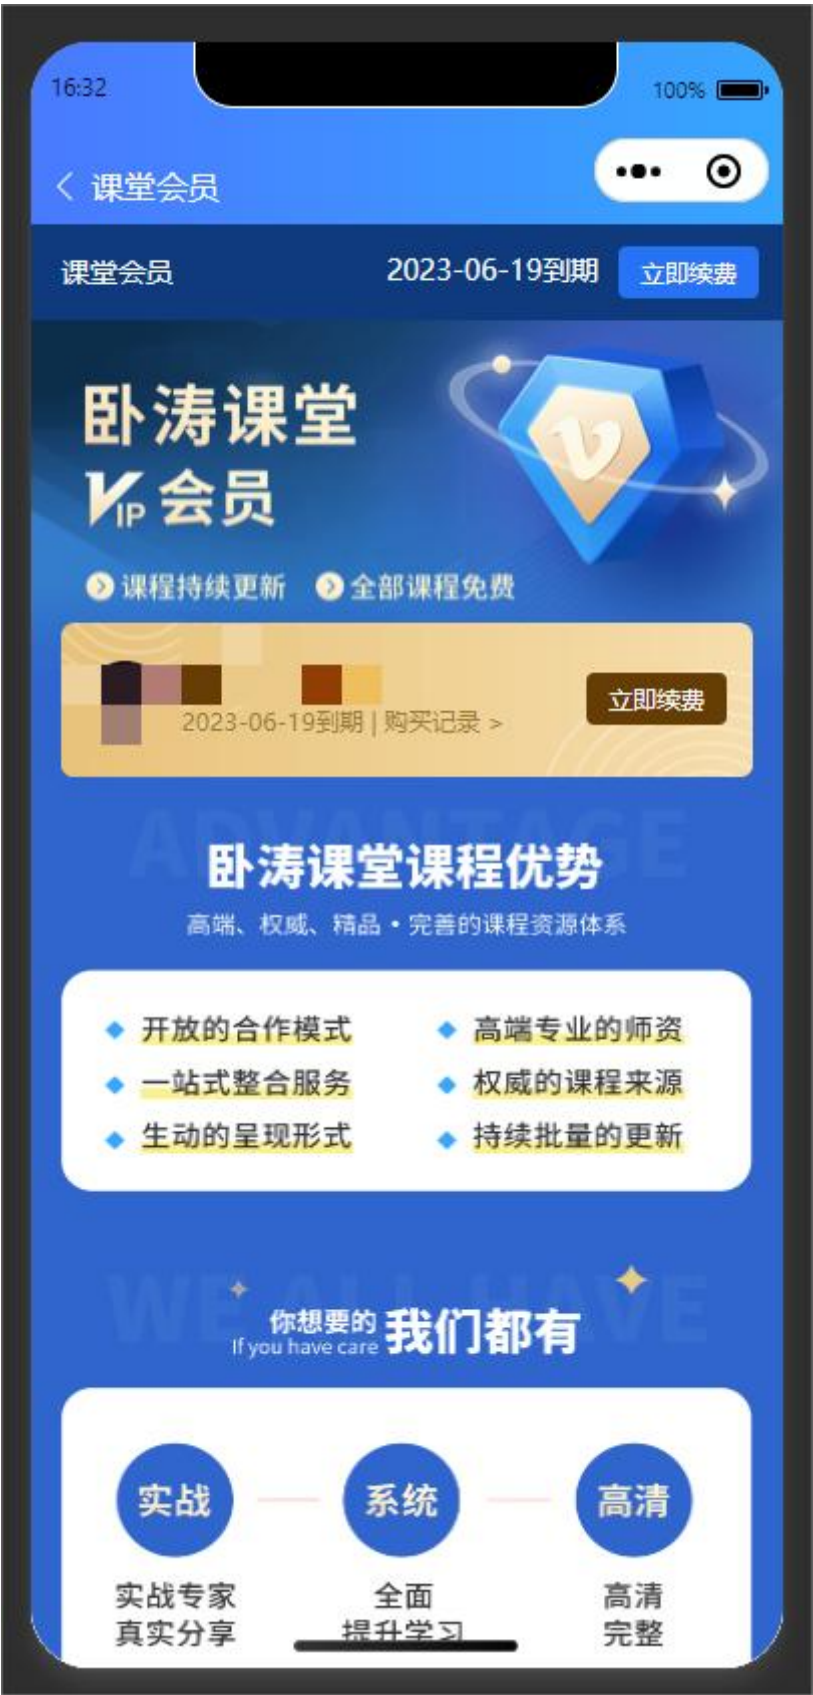 16:32
100%
课堂会员
课堂会员 2023-06-19到期 立即续费
卧涛课堂
VIP会员
课程持续更新 全部课程免费
立即续费
2023-06-19到期 | 购买记录 >
ADVANTAGE
卧涛课堂课程优势
高端、权威、精品·完善的课程资源体系
开放的合作模式 高端专业的师资
一站式整合服务 权威的课程来源
生动的呈现形式 持续批量的更新
WE ALL HAVE
你想要的 我们都有
If you have care
实战 系统 高清
实战专家 全面 高清
真实分享 提升学习 完整